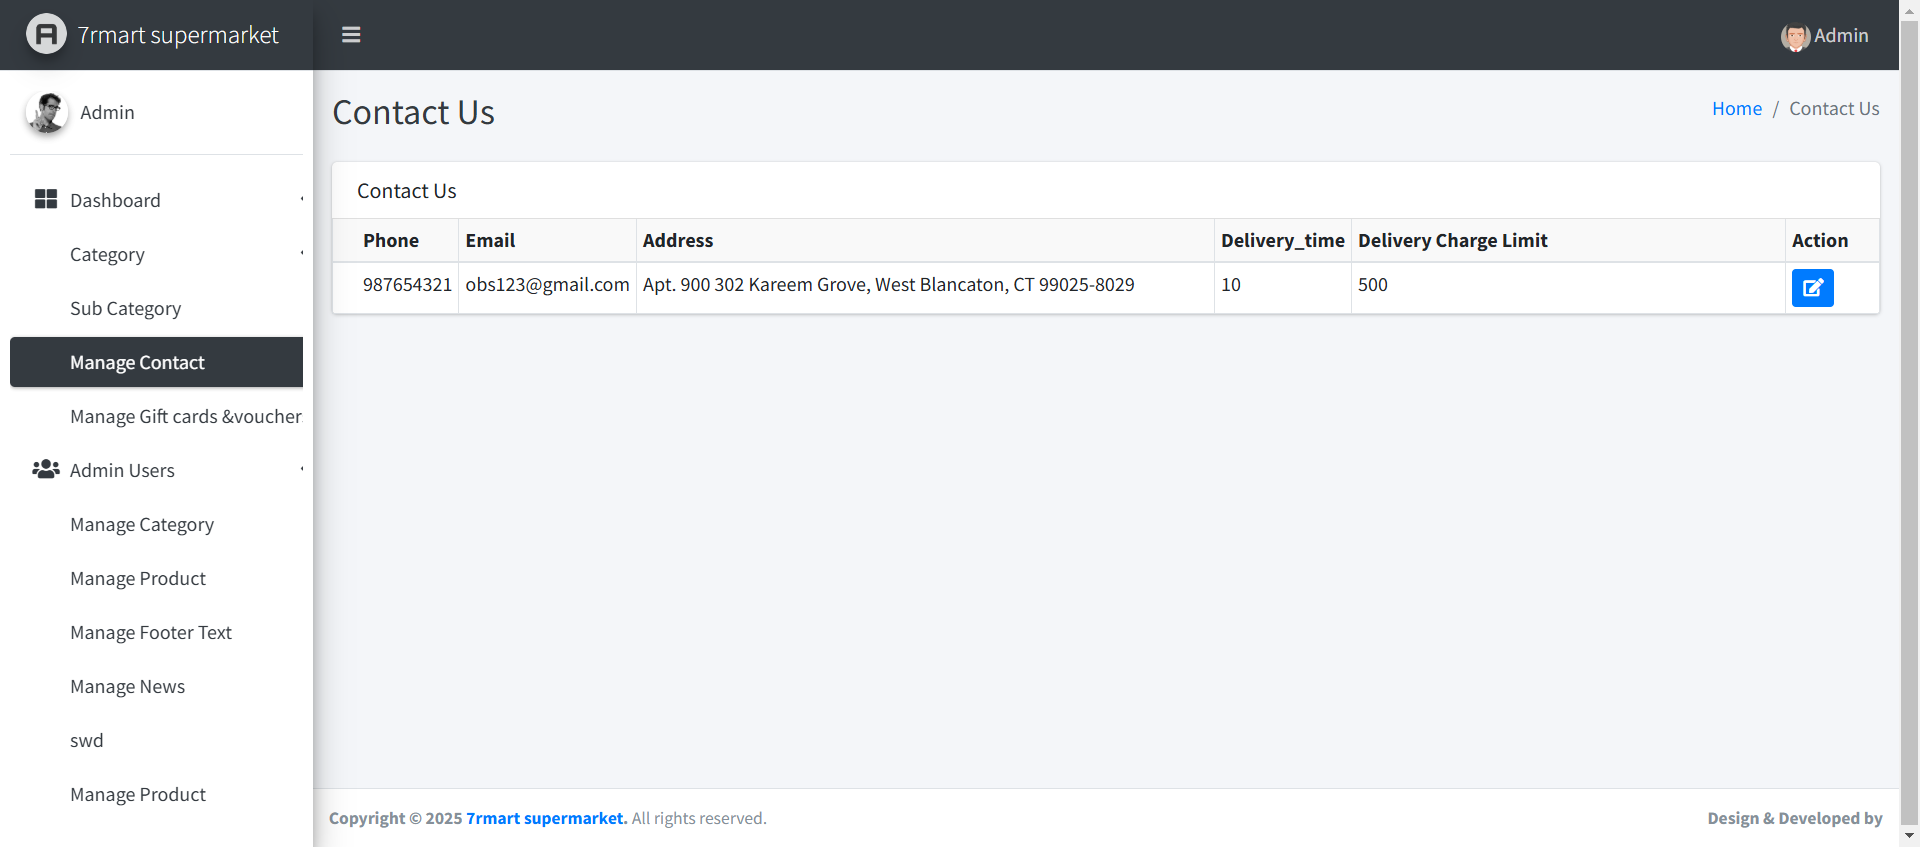 7rmart supermarket
Admin
Admin
Contact Us
Home / Contact Us
Dashboard
Category
Sub Category
Manage Contact
Manage Gift cards &voucher
Admin Users
Manage Category
Manage Product
Manage Footer Text
Manage News
swd
Manage Product
Contact Us
Phone Email Address Delivery_time Delivery Charge Limit Action
987654321 obs123@gmail.com Apt. 900 302 Kareem Grove, West Blancaton, CT 99025-8029 10 500
Copyright © 2025 7rmart supermarket. All rights reserved.
Design & Developed by